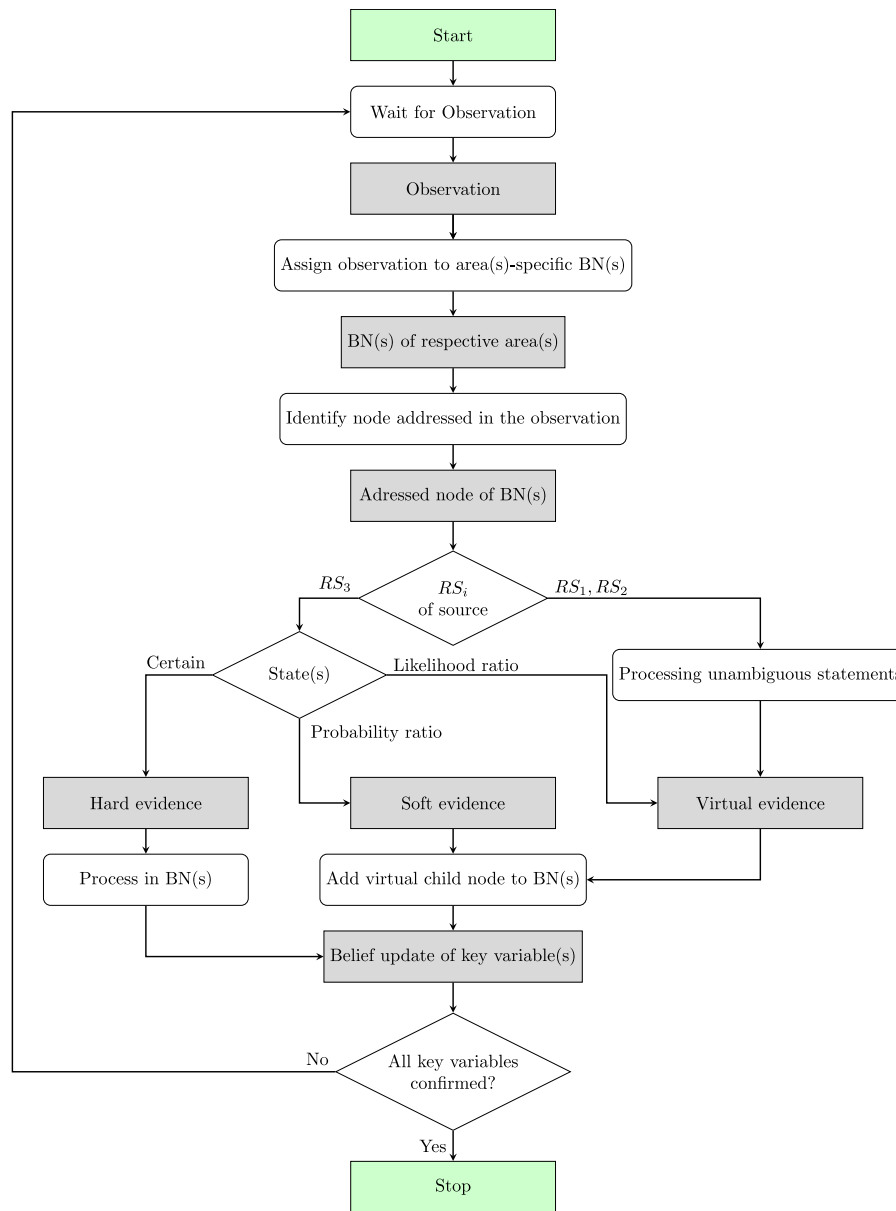 Start
Wait for Observation
Observation
Assign observation to area(s)-specific BN(s)
BN(s) of respective area(s)
Identify node addressed in the observation
Adressed node of BN(s)
RS₃
RSᵢ
of source
RS₁, RS₂
Certain
State(s)
Likelihood ratio
Processing unambiguous statements
Probability ratio
Hard evidence
Soft evidence
Virtual evidence
Process in BN(s)
Add virtual child node to BN(s)
Belief update of key variable(s)
No
All key variables
confirmed?
Yes
Stop